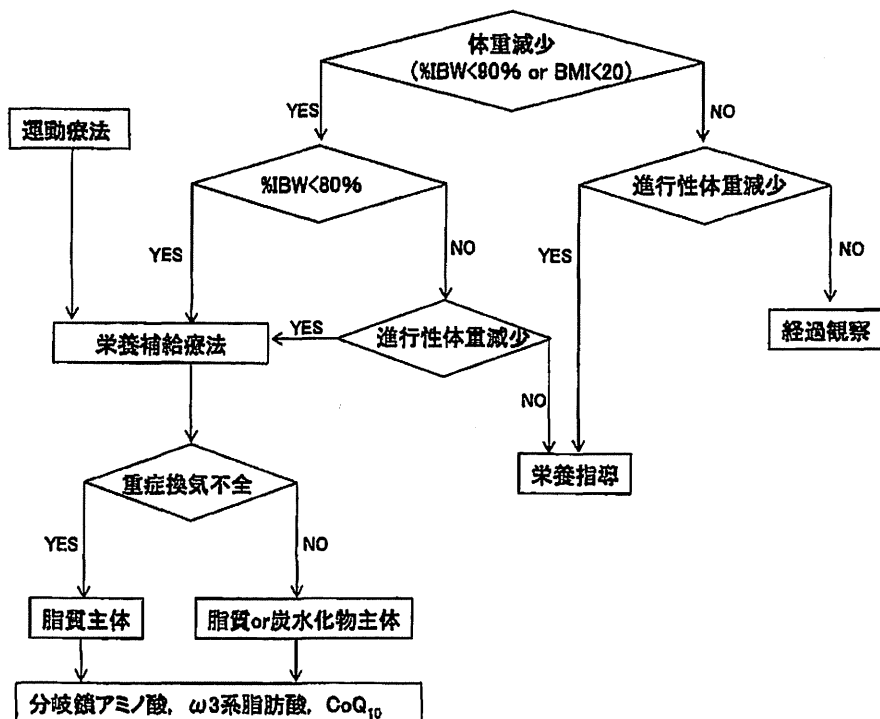 体重減少
(%IBW<90% or BMI<20)
YES
NO
運動療法
%IBW<80%
進行性体重減少
YES
NO
YES
NO
栄養補給療法
YES
進行性体重減少
経過観察
NO
重症換気不全
栄養指導
YES
NO
脂質主体
脂質or炭水化物主体
分岐鎖アミノ酸, ω3系脂肪酸, CoQ10